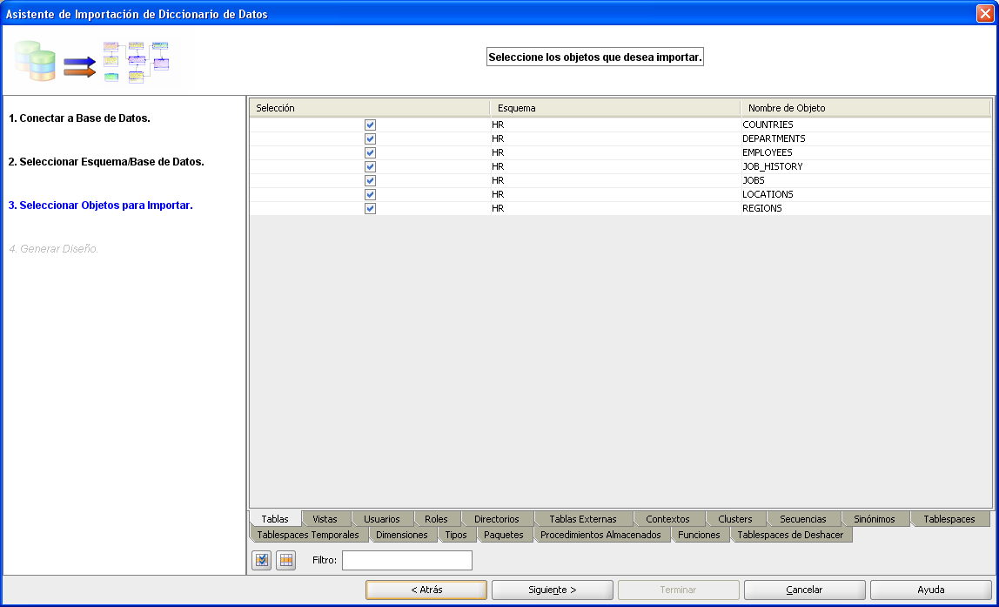 Asistente de Importación de Diccionario de Datos
Seleccione los objetos que desea importar.
1. Conectar a Base de Datos.
2. Seleccionar Esquema/Base de Datos.
3. Seleccionar Objetos para Importar.
4. Generar Diseño.
Selección Esquema Nombre de Objeto
HR COUNTRIES
HR DEPARTMENTS
HR EMPLOYEES
HR JOB_HISTORY
HR JOBS
HR LOCATIONS
HR REGIONS
Tablas Vistas Usuarios Roles Directorios Tablas Externas Contextos Clusters Secuencias Sinónimos Tablespaces
Tablespaces Temporales Dimensiones Tipos Paquetes Procedimientos Almacenados Funciones Tablespaces de Deshacer
Filtro:
< Atrás Siguiente > Terminar Cancelar Ayuda